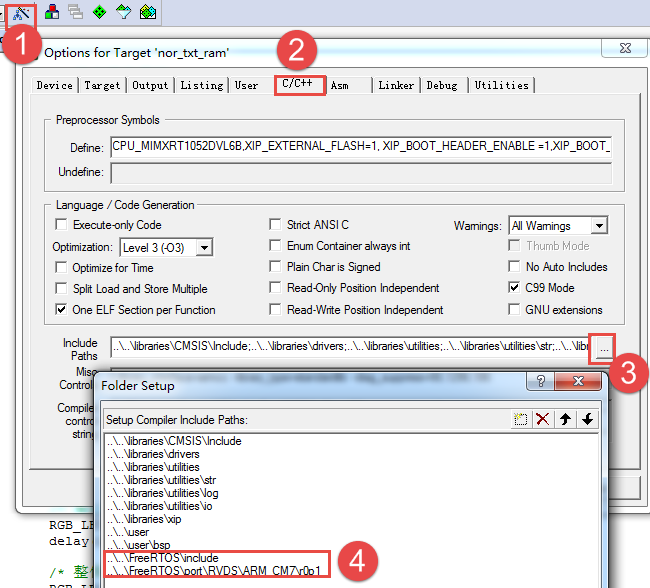 1
Options for Target 'nor_txt_ram'
2
Device Target Output Listing User C/C++ Asm Linker Debug Utilities
Preprocessor Symbols
Define: CPU_MIMXRT1052DVL6B,XIP_EXTERNAL_FLASH=1, XIP_BOOT_HEADER_ENABLE =1,XIP_BOOT_
Undefine:
Language / Code Generation
Execute-only Code Strict ANSI C Warnings: All Warnings
Optimization: Level 3 (-O3) Enum Container always int Thumb Mode
Optimize for Time Plain Char is Signed No Auto Includes
Split Load and Store Multiple Read-Only Position Independent C99 Mode
One ELF Section per Function Read-Write Position Independent GNU extensions
Include
Paths ..\..\libraries\CMSIS\Include;..\..\libraries\drivers;..\..\libraries\utilities;..\..\libraries\utilities\str;..\..\lib ...
3
Misc
Controls
Folder Setup
Compiler
control
string
Setup Compiler Include Paths:
..\..\libraries\CMSIS\Include
..\..\libraries\drivers
..\..\libraries\utilities
..\..\libraries\utilities\str
..\..\libraries\utilities\log
..\..\libraries\utilities\io
..\..\libraries\xip
..\..\user
..\..\user\bsp
..\..\FreeRTOS\include
..\..\FreeRTOS\port\RVDS\ARM_CM7\r0p1
4
RGB_LE
delay
/* 整